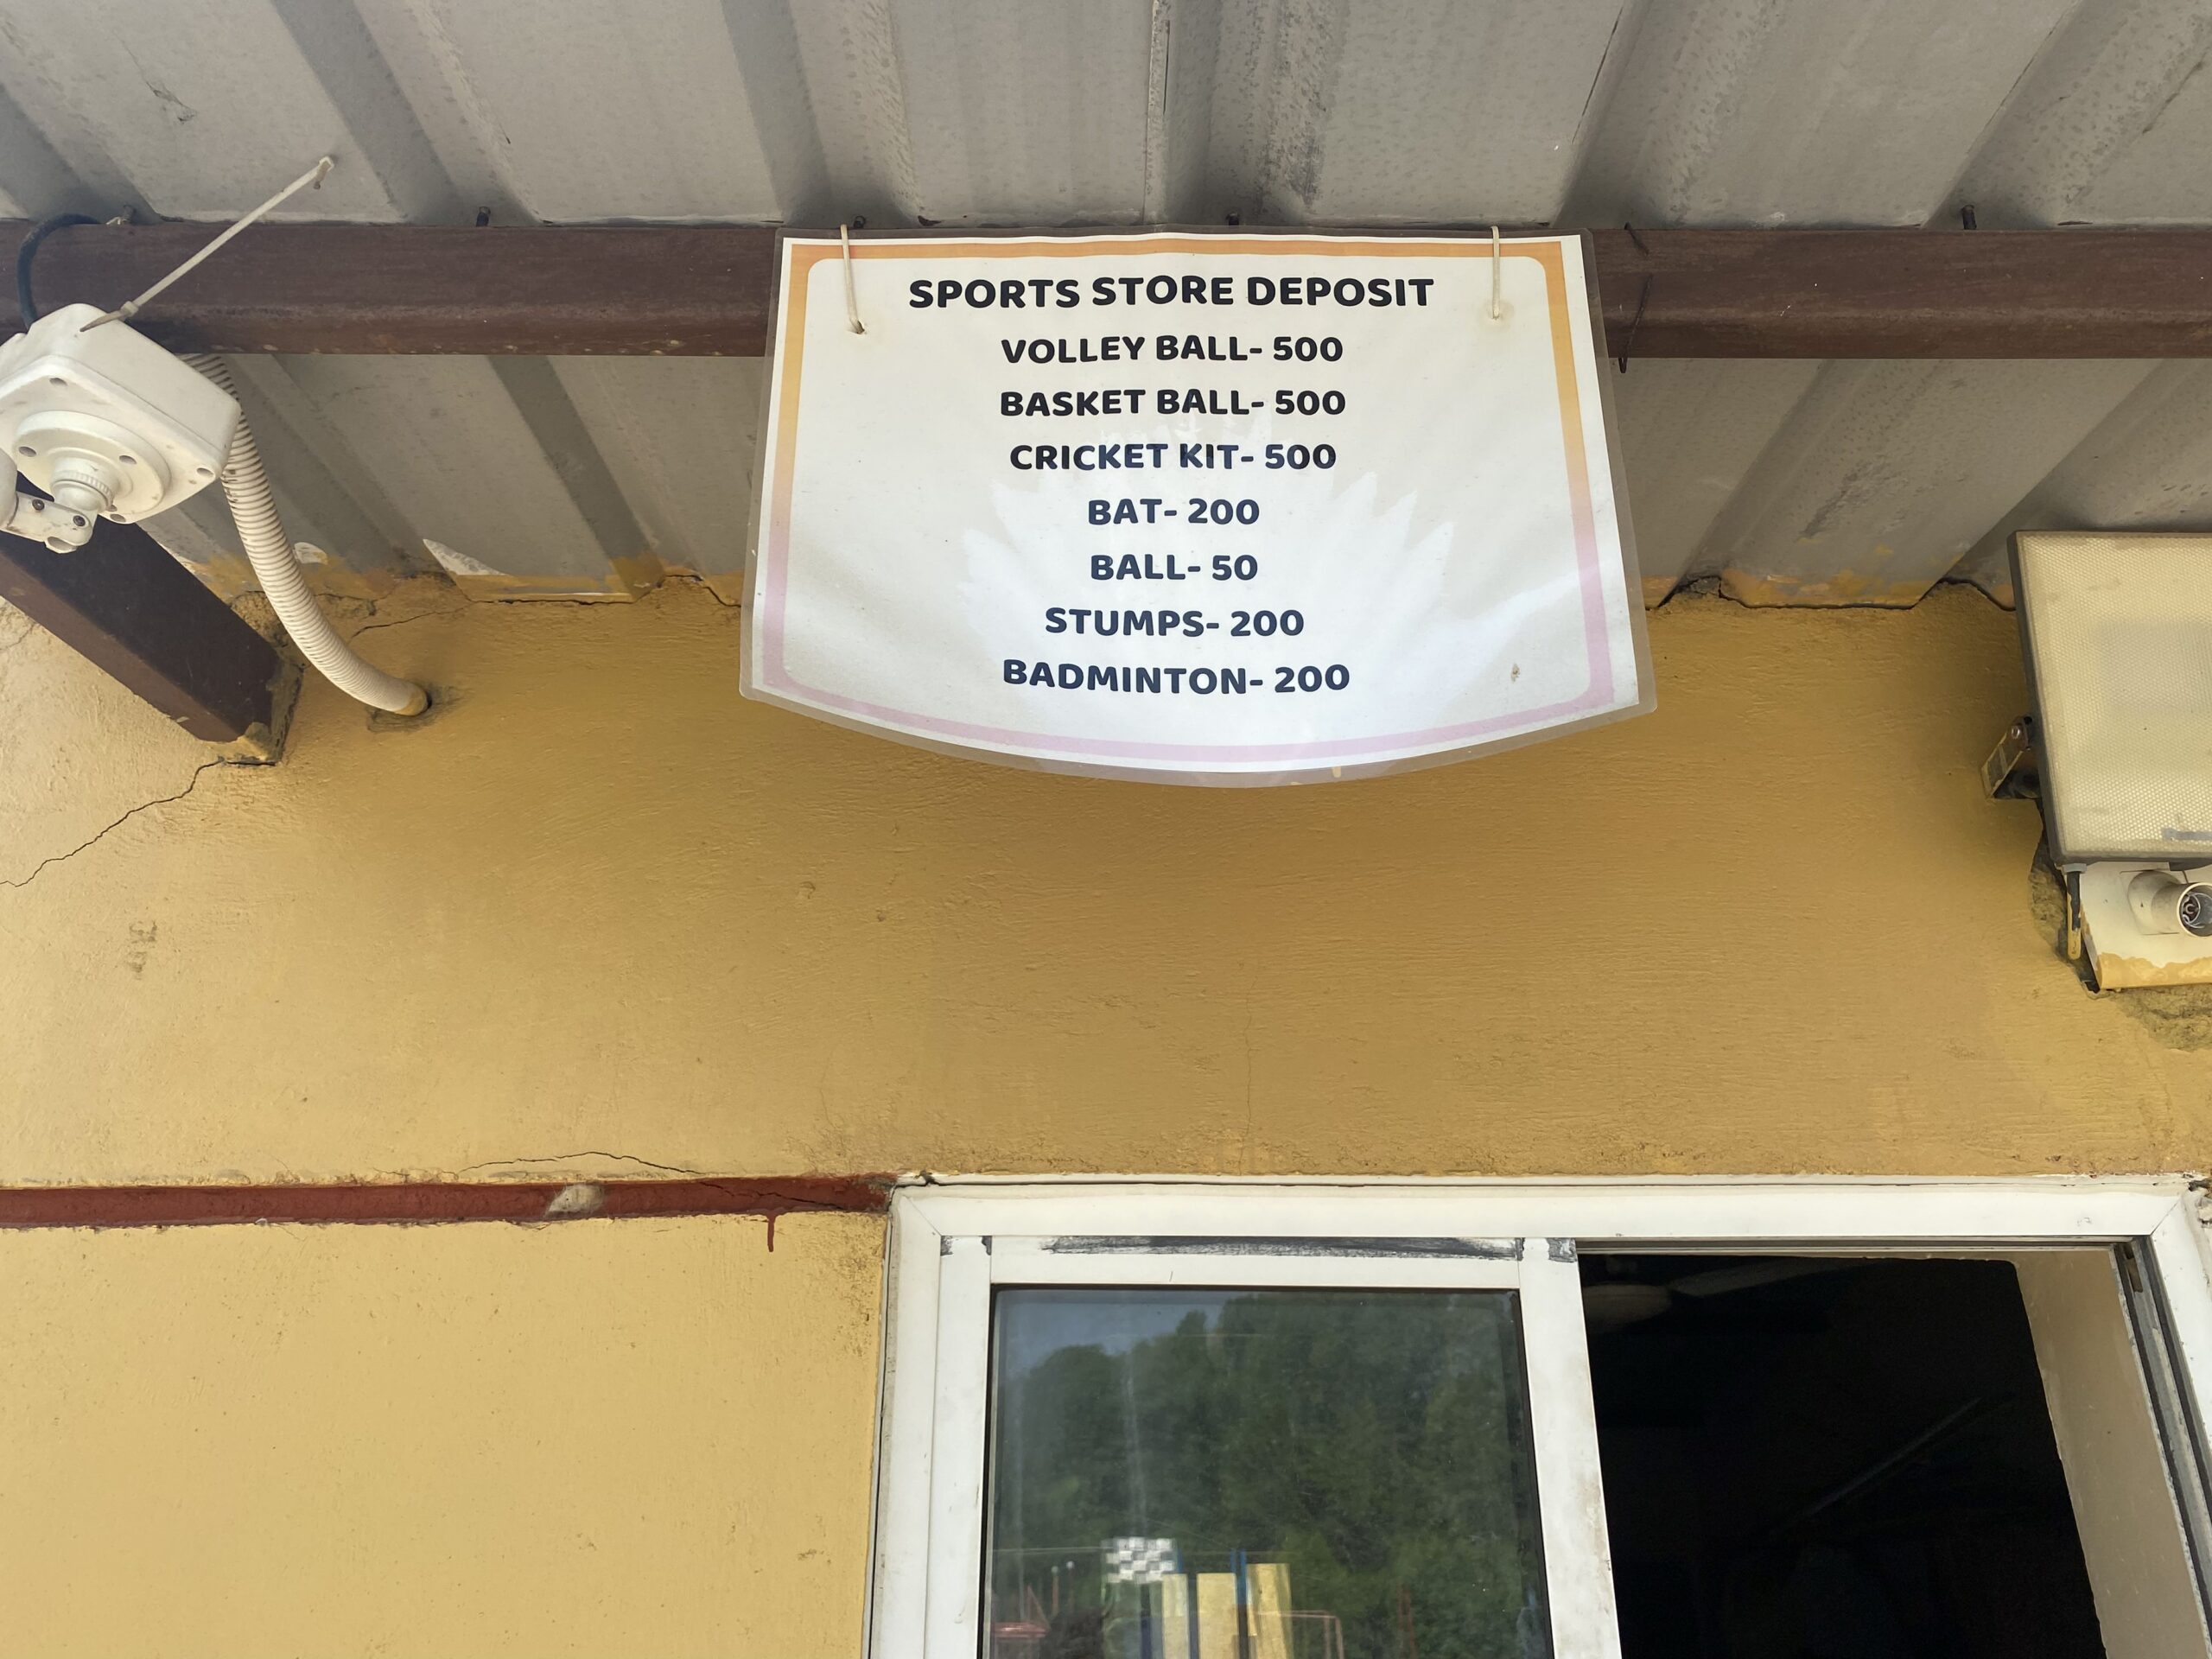 SPORTS STORE DEPOSIT
VOLLEY BALL- 500
BASKET BALL- 500
CRICKET KIT- 500
BAT- 200
BALL- 50
STUMPS- 200
BADMINTON- 200